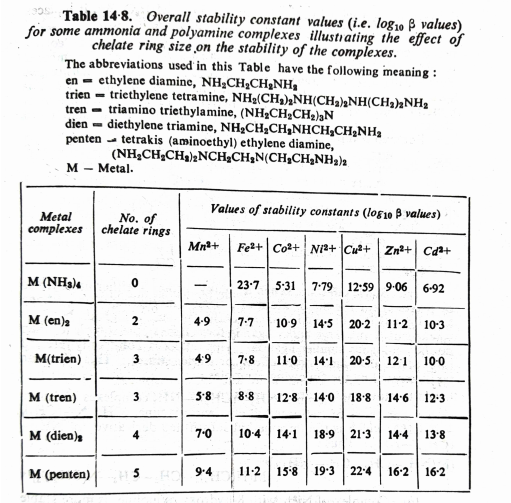 Table 14·8. Overall stability constant values (i.e. log₁₀ β values)
for some ammonia and polyamine complexes illustrating the effect of
chelate ring size on the stability of the complexes.
The abbreviations used in this Table have the following meaning :
en = ethylene diamine, NH₂CH₂CH₂NH₂
trien = triethylene tetramine, NH₂(CH₂)₂NH(CH₂)₂NH(CH₂)₂NH₂
tren = triamino triethylamine, (NH₂CH₂CH₂)₃N
dien = diethylene triamine, NH₂CH₂CH₂NHCH₂CH₂NH₂
penten = tetrakis (aminoethyl) ethylene diamine,
(NH₂CH₂CH₂)₂NCH₂CH₂N(CH₂CH₂NH₂)₂
M — Metal.
Metal complexes | No. of chelate rings | Values of stability constants (log₁₀ β values)
Mn²⁺ | Fe²⁺ | Co²⁺ | Ni²⁺ | Cu²⁺ | Zn²⁺ | Cd²⁺
M (NH₃)₄ | 0 | — | 23·7 | 5·31 | 7·79 | 12·59 | 9·06 | 6·92
M (en)₂ | 2 | 4·9 | 7·7 | 10·9 | 14·5 | 20·2 | 11·2 | 10·3
M(trien) | 3 | 4·9 | 7·8 | 11·0 | 14·1 | 20·5 | 12·1 | 10·0
M (tren) | 3 | 5·8 | 8·8 | 12·8 | 14·0 | 18·8 | 14·6 | 12·3
M (dien)₂ | 4 | 7·0 | 10·4 | 14·1 | 18·9 | 21·3 | 14·4 | 13·8
M (penten) | 5 | 9·4 | 11·2 | 15·8 | 19·3 | 22·4 | 16·2 | 16·2